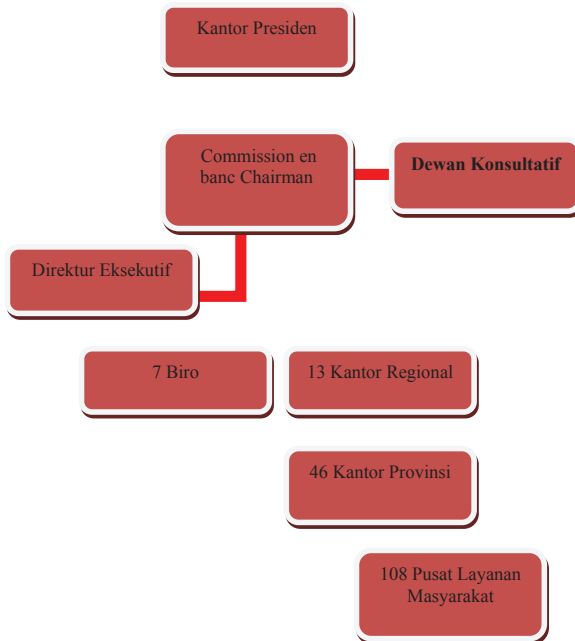 Kantor Presiden
Commission en
banc Chairman
Dewan Konsultatif
Direktur Eksekutif
7 Biro
13 Kantor Regional
46 Kantor Provinsi
108 Pusat Layanan
Masyarakat